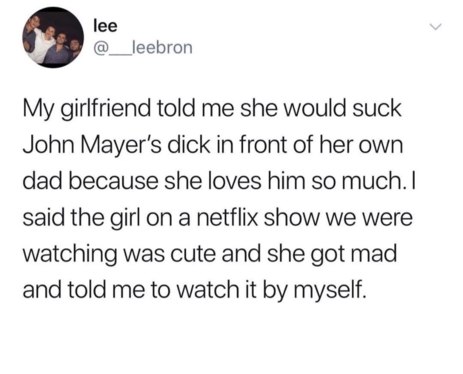 lee
@__leebron
My girlfriend told me she would suck
John Mayer's dick in front of her own
dad because she loves him so much. I
said the girl on a netflix show we were
watching was cute and she got mad
and told me to watch it by myself.